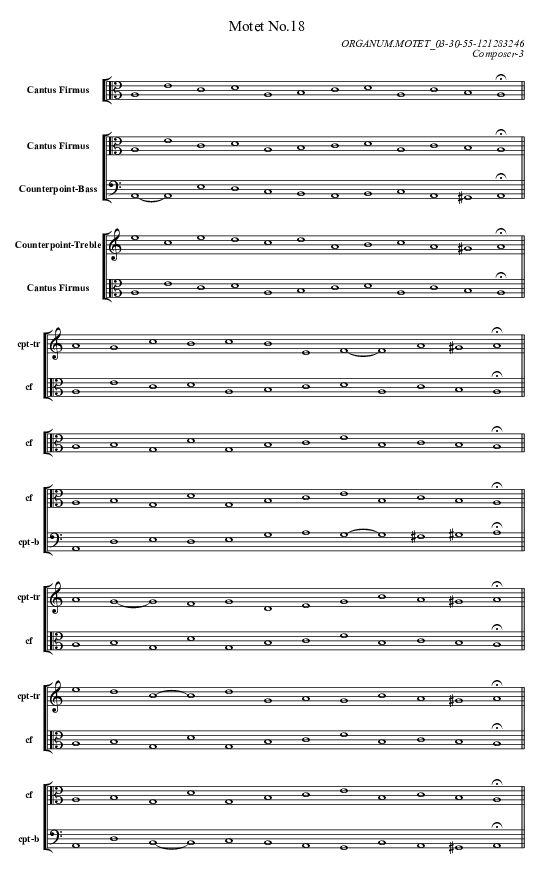 Motet No.18
ORGANUM.MOTET_03-30-55-121283246
Composer-3
Cantus Firmus
Cantus Firmus
Counterpoint-Bass
Counterpoint-Treble
Cantus Firmus
cpt-tr
cf
cf
cf
cpt-b
cpt-tr
cf
cpt-tr
cf
cf
cpt-b